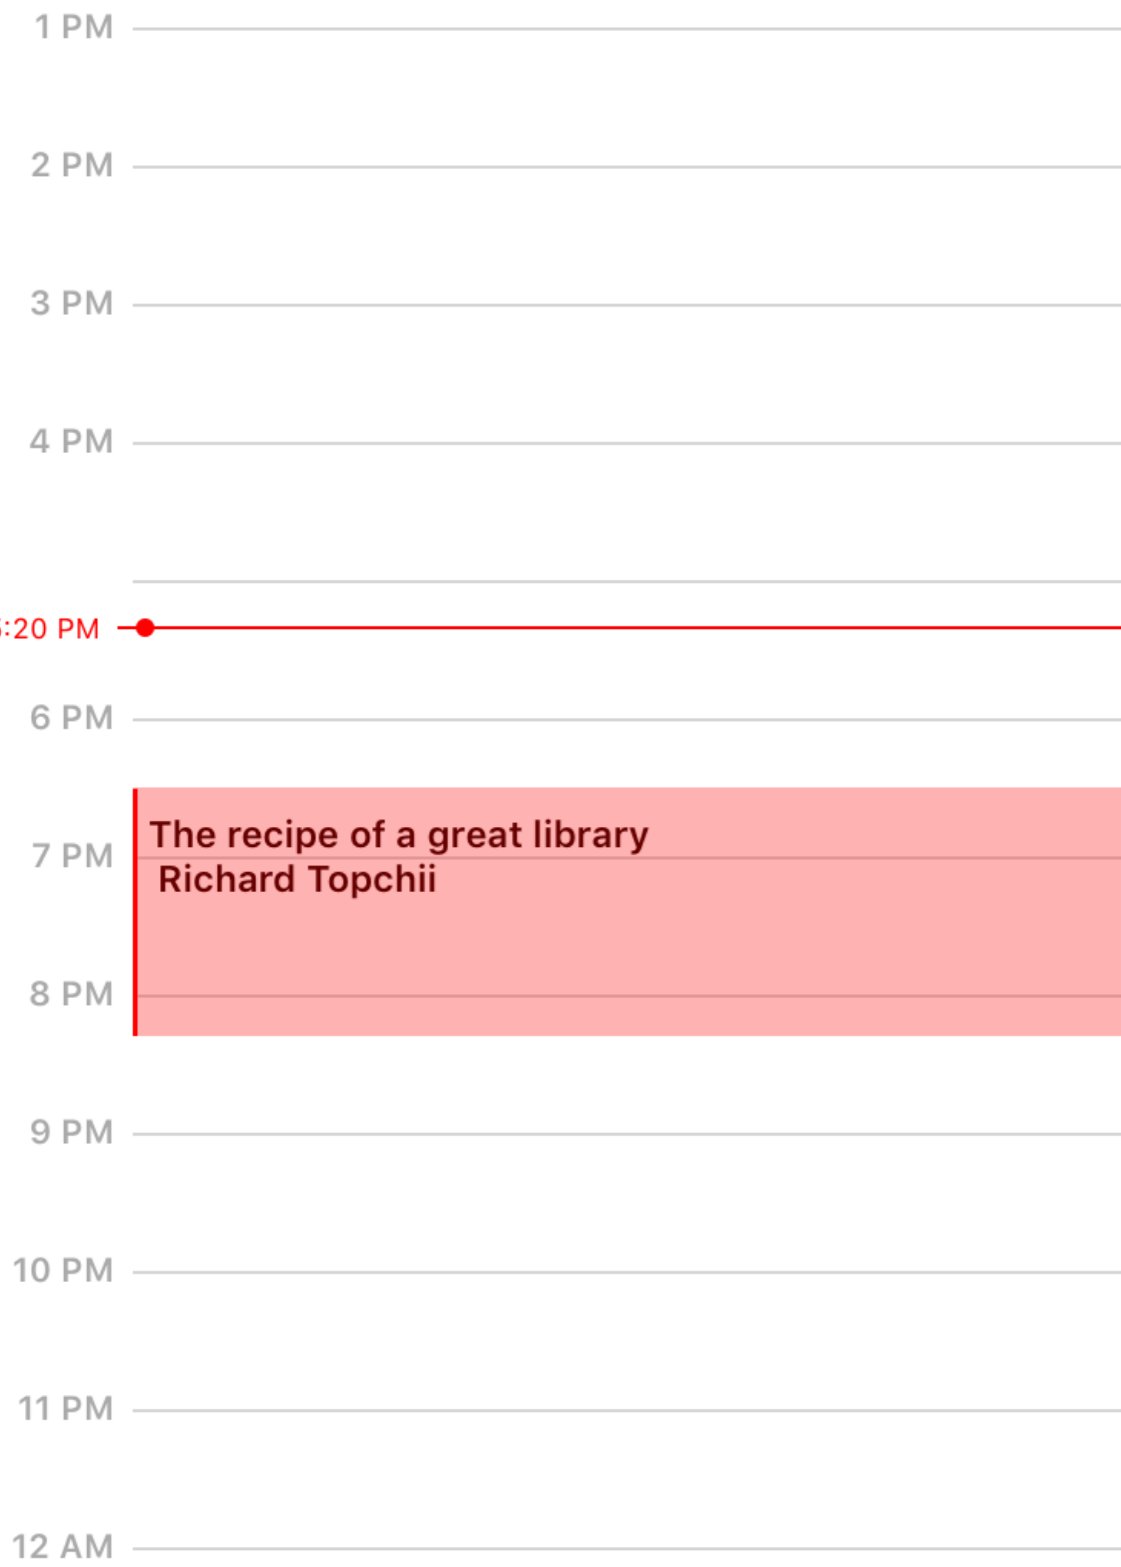 1 PM
2 PM
3 PM
4 PM
:20 PM
6 PM
The recipe of a great library
7 PM
Richard Topchii
8 PM
9 PM
10 PM
11 PM
12 AM